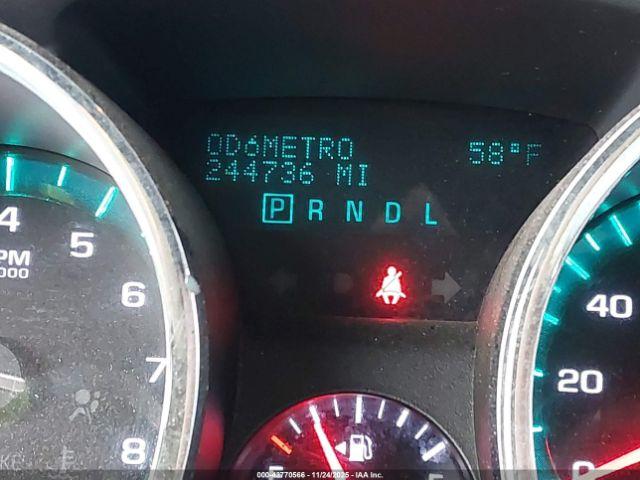 ODóMETRO 58°F
244736 MI
P R N D L
4
5
6
7
8
PM
000
40
20
0
E
F
000-43770566 - 11/24/2025 - IAA Inc.